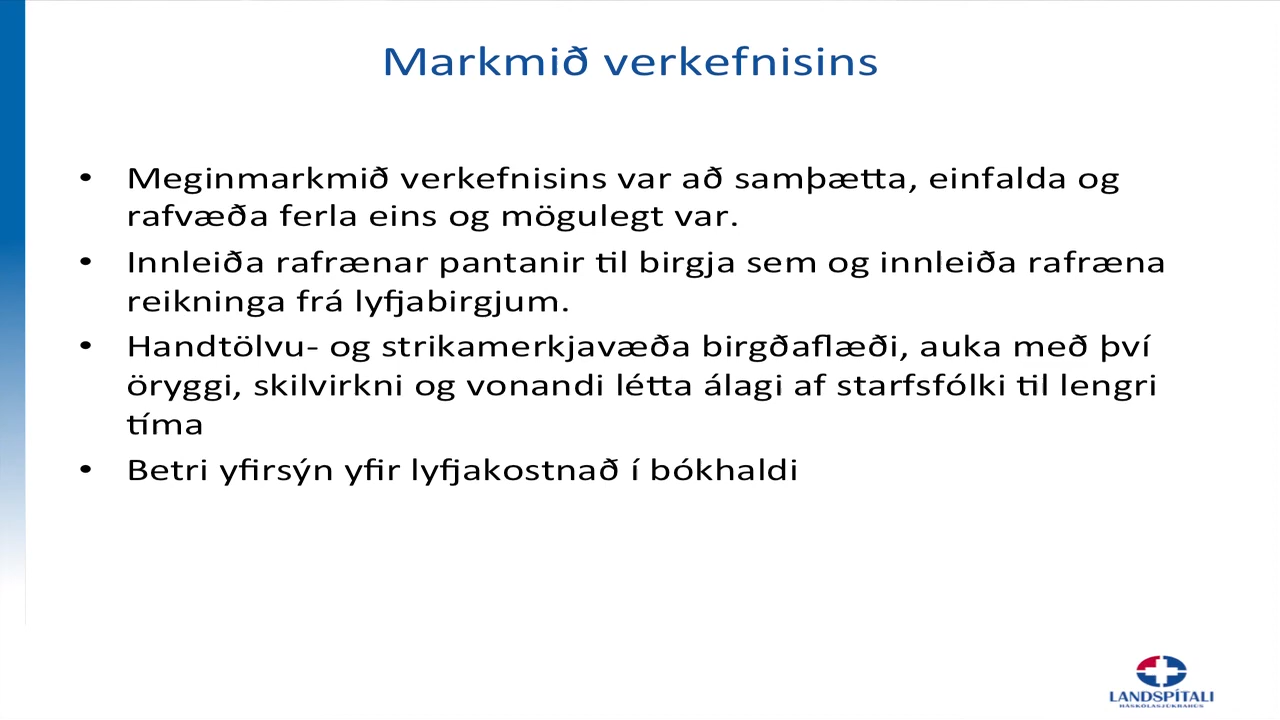 Markmið verkefnisins
• Meginmarkmið verkefnisins var að samþætta, einfalda og
rafvæða ferla eins og mögulegt var.
• Innleiða rafrænar pantanir til birgja sem og innleiða rafræna
reikninga frá lyfjabirgjum.
• Handtölvu- og strikamerkjavæða birgðaflæði, auka með því
öryggi, skilvirkni og vonandi létta álagi af starfsfólki til lengri
tíma
• Betri yfirsýn yfir lyfjakostnað í bókhaldi
LANDSPÍTALI
HÁSKÓLASJÚKRAHÚS